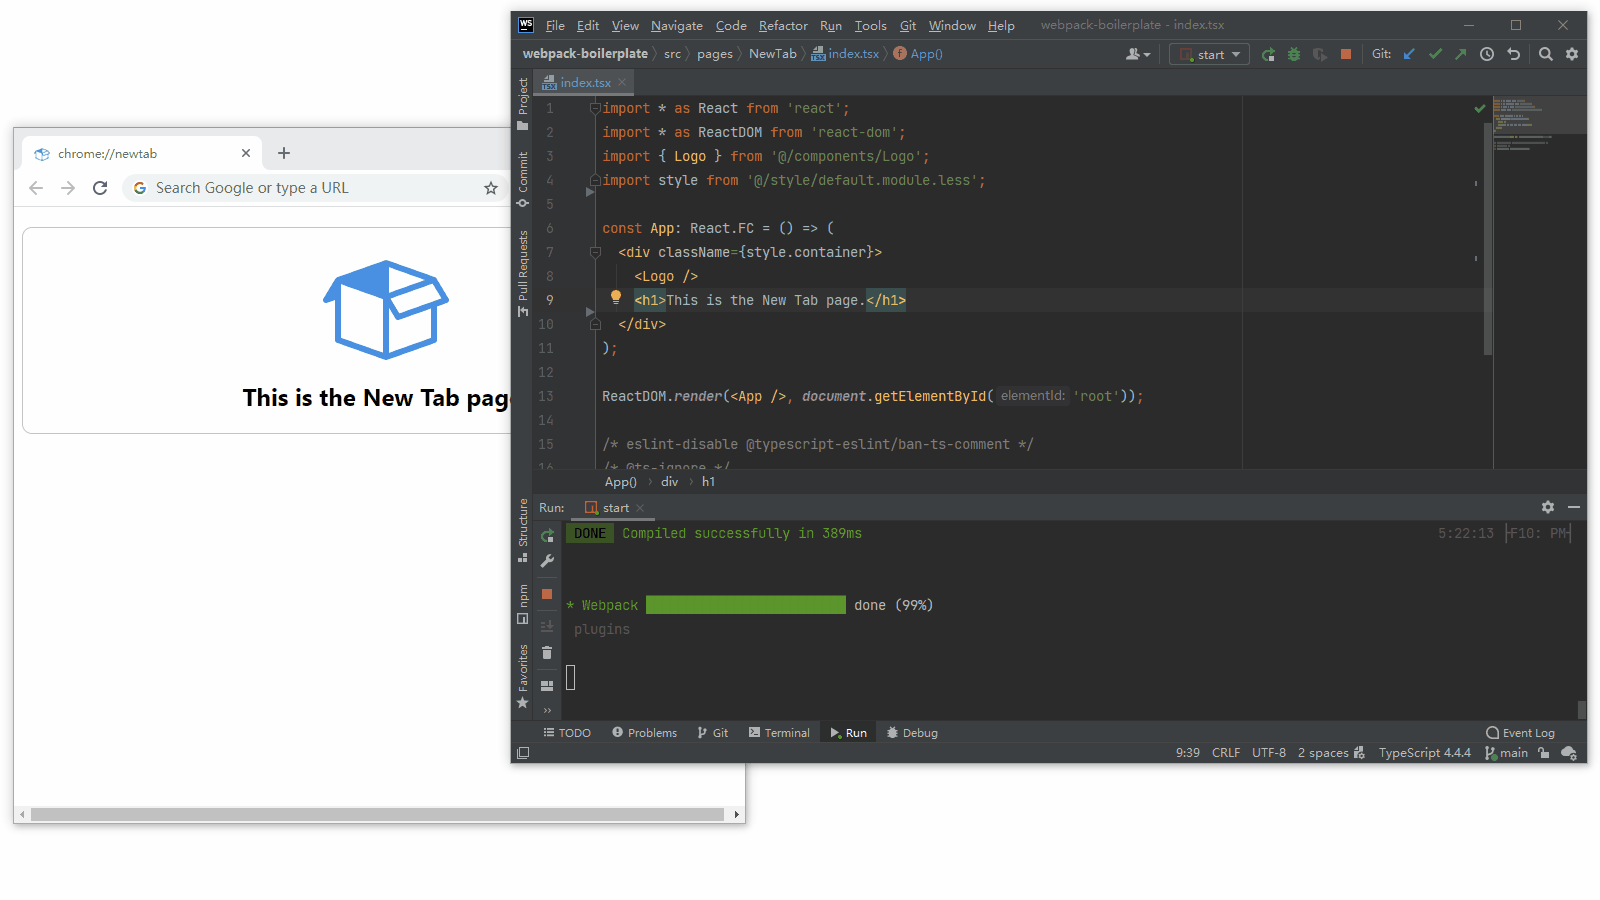 chrome://newtab
Search Google or type a URL
This is the New Tab pag
WS File Edit View Navigate Code Refactor Run Tools Git Window Help webpack-boilerplate - index.tsx
webpack-boilerplate src pages NewTab index.tsx App() start Git:
index.tsx
Project
Commit
Pull Requests
Structure
npm
Favorites
1 import * as React from 'react';
2 import * as ReactDOM from 'react-dom';
3 import { Logo } from '@/components/Logo';
4 import style from '@/style/default.module.less';
5
6 const App: React.FC = () => (
7 <div className={style.container}>
8 <Logo />
9 <h1>This is the New Tab page.</h1>
10 </div>
11 );
12
13 ReactDOM.render(<App />, document.getElementById( elementId: 'root'));
14
15 /* eslint-disable @typescript-eslint/ban-ts-comment */
16 /* @ts-ignore */
App() div h1
Run: start
DONE Compiled successfully in 389ms 5:22:13 ├F10: PM┤
* Webpack done (99%)
plugins
TODO Problems Git Terminal Run Debug Event Log
9:39 CRLF UTF-8 2 spaces TypeScript 4.4.4 main